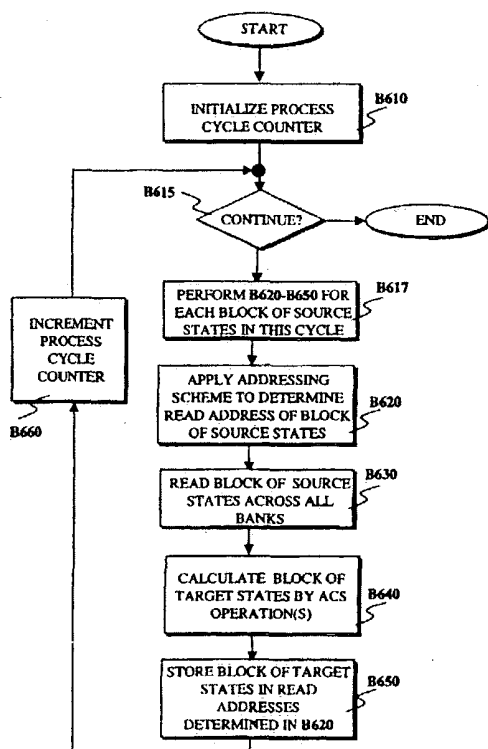 START
B610
INITIALIZE PROCESS
CYCLE COUNTER
B615
CONTINUE?
END
B617
PERFORM B620-B650 FOR
EACH BLOCK OF SOURCE
STATES IN THIS CYCLE
INCREMENT
PROCESS
CYCLE
COUNTER
B660
APPLY ADDRESSING
SCHEME TO DETERMINE
READ ADDRESS OF BLOCK
OF SOURCE STATES
B620
B630
READ BLOCK OF SOURCE
STATES ACROSS ALL
BANKS
CALCULATE BLOCK OF
TARGET STATES BY ACS
OPERATION(S)
B640
B650
STORE BLOCK OF TARGET
STATES IN READ
ADDRESSES
DETERMINED IN B620